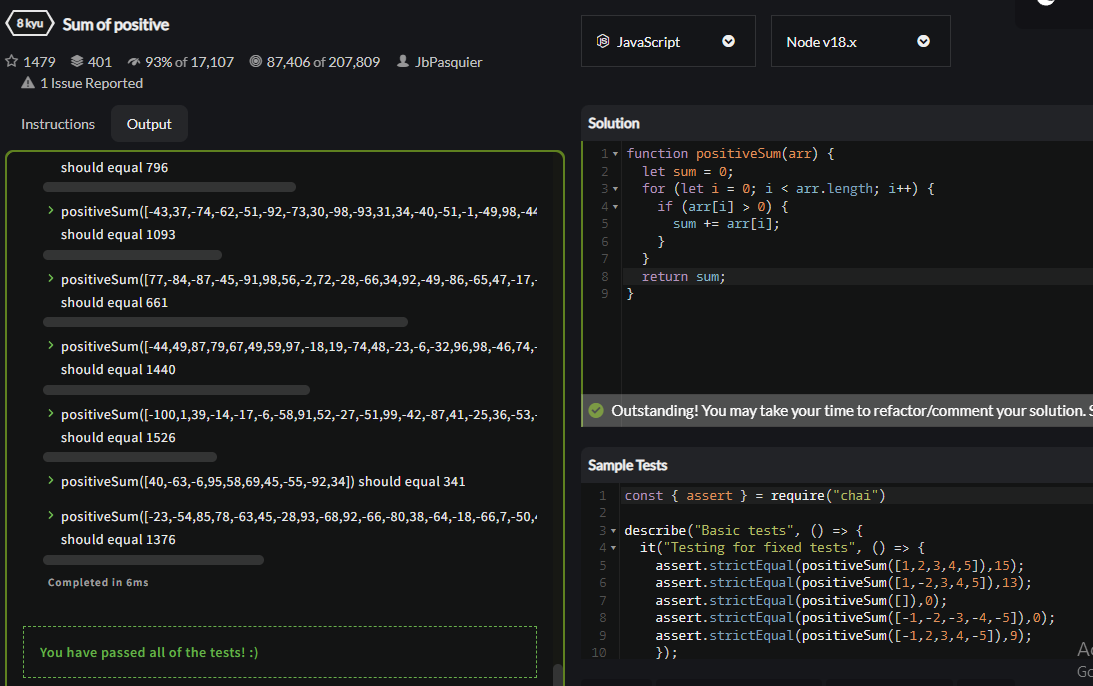 8 kyu Sum of positive
1479 401 93% of 17,107 87,406 of 207,809 JbPasquier
1 Issue Reported
Instructions Output
should equal 796
positiveSum([-43,37,-74,-62,-51,-92,-73,30,-98,-93,31,34,-40,-51,-1,-49,98,-44
should equal 1093
positiveSum([77,-84,-87,-45,-91,98,56,-2,72,-28,-66,34,92,-49,-86,-65,47,-17,-
should equal 661
positiveSum([-44,49,87,79,67,49,59,97,-18,19,-74,48,-23,-6,-32,96,98,-46,74,-
should equal 1440
positiveSum([-100,1,39,-14,-17,-6,-58,91,52,-27,-51,99,-42,-87,41,-25,36,-53,-
should equal 1526
positiveSum([40,-63,-6,95,58,69,45,-55,-92,34]) should equal 341
positiveSum([-23,-54,85,78,-63,45,-28,93,-68,92,-66,-80,38,-64,-18,-66,7,-50,4
should equal 1376
Completed in 6ms
You have passed all of the tests! :)
JavaScript
Node v18.x
Solution
1 function positiveSum(arr) {
2 let sum = 0;
3 for (let i = 0; i < arr.length; i++) {
4 if (arr[i] > 0) {
5 sum += arr[i];
6 }
7 }
8 return sum;
9 }
Outstanding! You may take your time to refactor/comment your solution. S
Sample Tests
1 const { assert } = require("chai")
2
3 describe("Basic tests", () => {
4 it("Testing for fixed tests", () => {
5 assert.strictEqual(positiveSum([1,2,3,4,5]),15);
6 assert.strictEqual(positiveSum([1,-2,3,4,5]),13);
7 assert.strictEqual(positiveSum([]),0);
8 assert.strictEqual(positiveSum([-1,-2,-3,-4,-5]),0);
9 assert.strictEqual(positiveSum([-1,2,3,4,-5]),9);
10 });